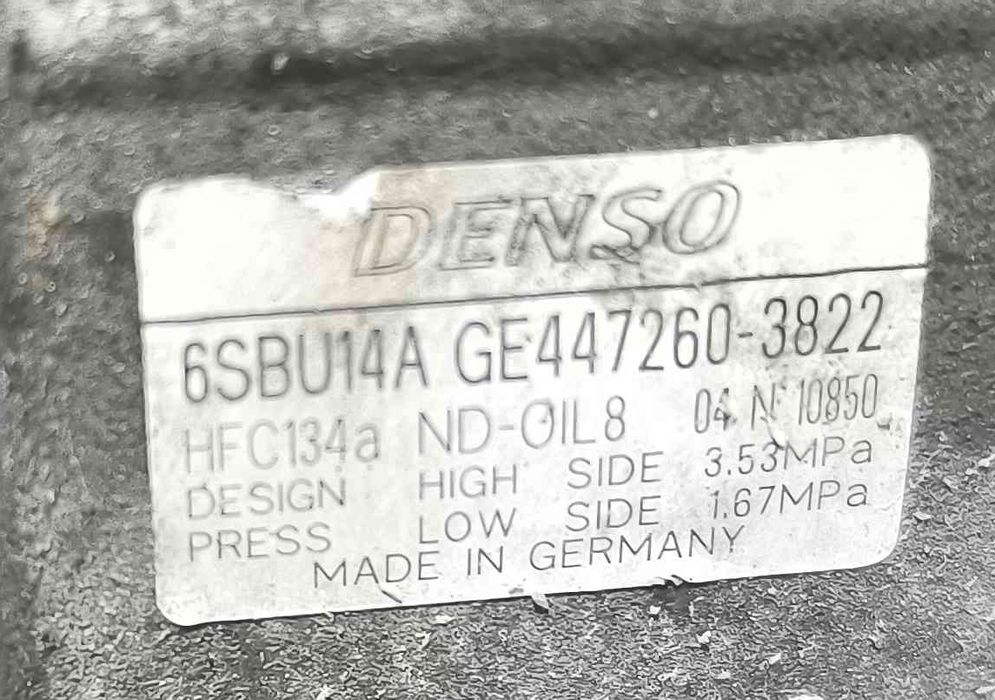 DENSO
6SBU14A GE447260-3822
HFC134a ND-OIL8 04 N 10850
DESIGN HIGH SIDE 3.53MPa
PRESS LOW SIDE 1.67MPa
MADE IN GERMANY